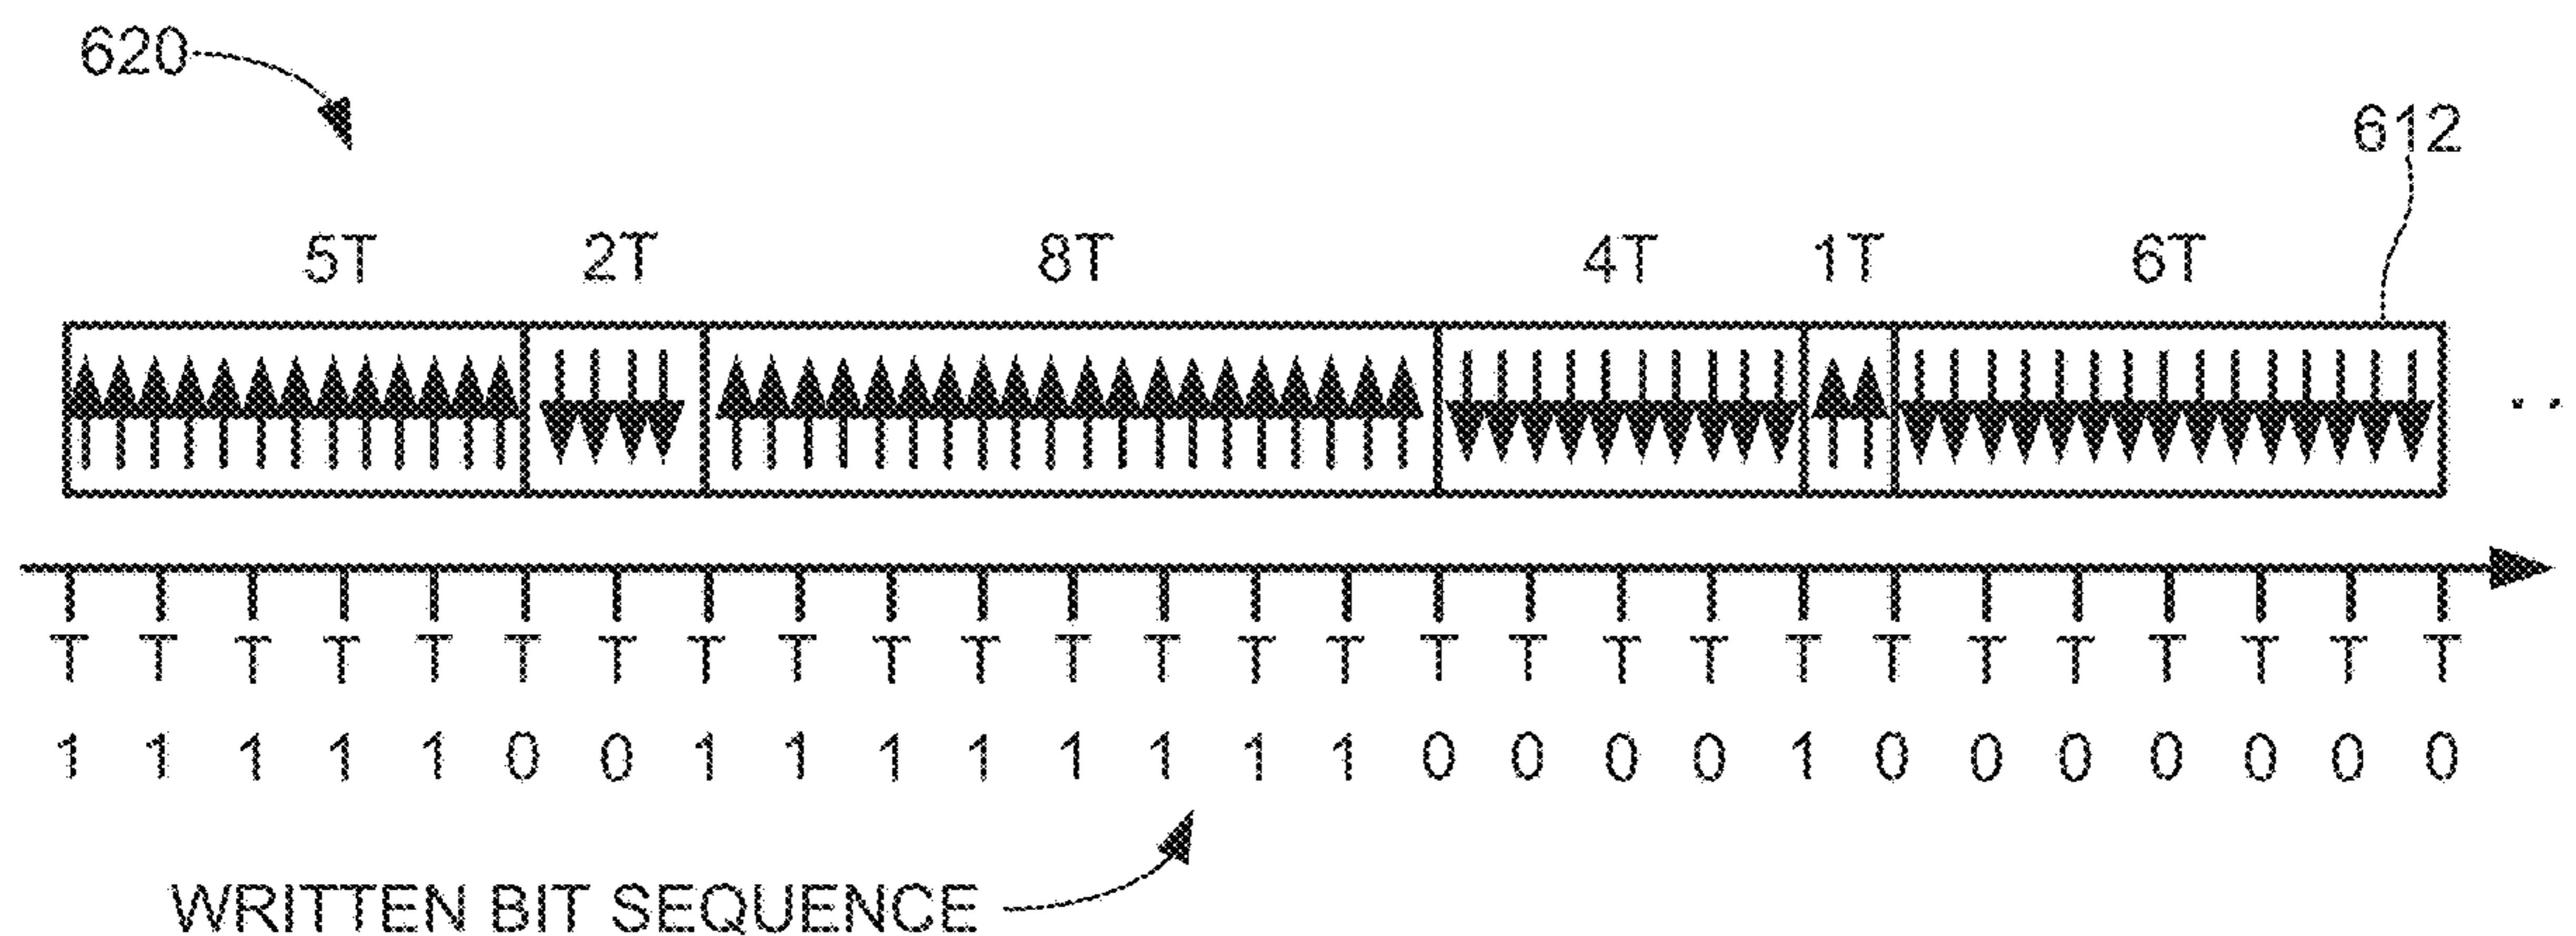 620
612
5T 2T 8T 4T 1T 6T
T T T T T T T T T T T T T T T T T T T T T T T T T T T
1 1 1 1 1 0 0 1 1 1 1 1 1 1 1 0 0 0 0 1 0 0 0 0 0 0 0
WRITTEN BIT SEQUENCE